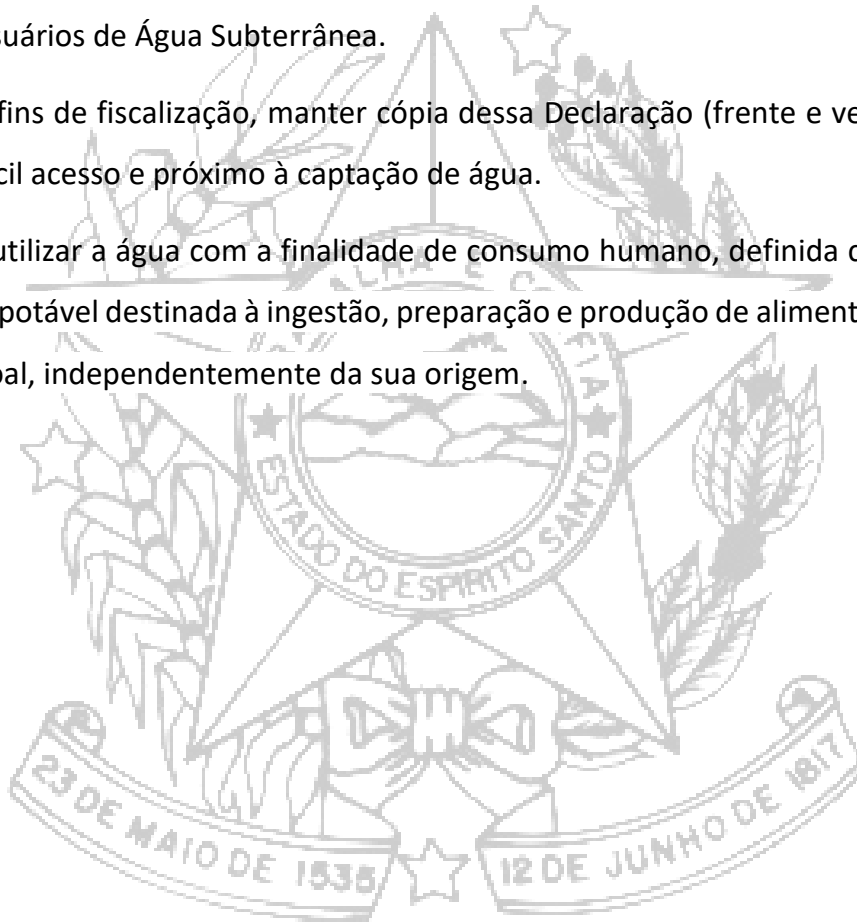 suários de Água Subterrânea.
fins de fiscalização, manter cópia dessa Declaração (frente e ve
cil acesso e próximo à captação de água.
utilizar a água com a finalidade de consumo humano, definida c
potável destinada à ingestão, preparação e produção de aliment
oal, independentemente da sua origem.
ESTADO DO ESPIRITO SANTO
23 DE MAIO DE 1535
12 DE JUNHO DE 1817